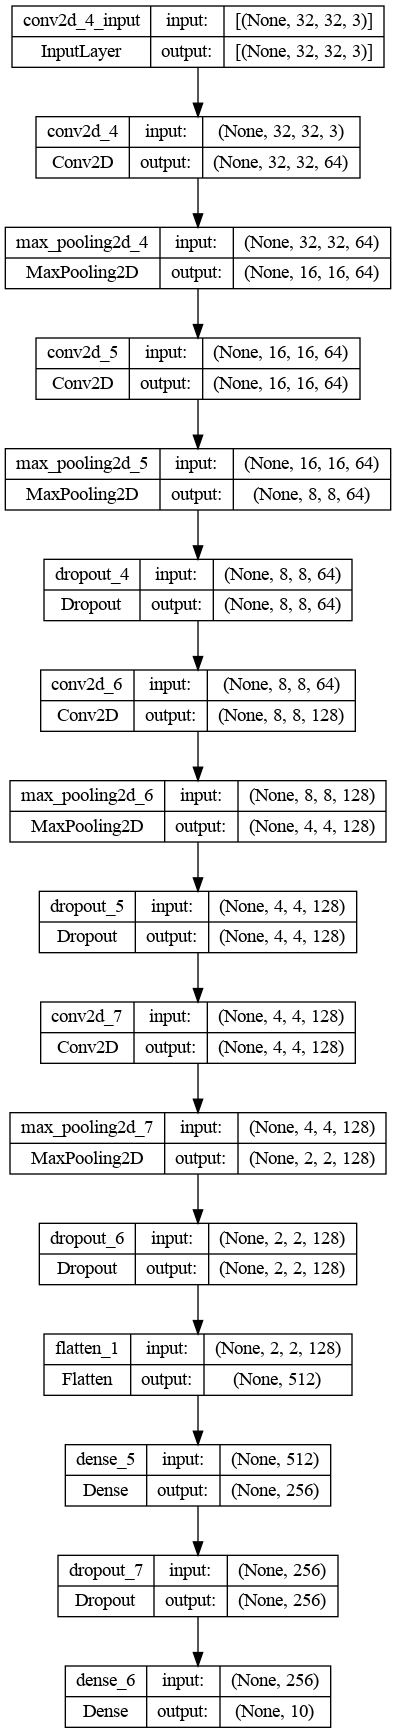 conv2d_4_input input: [(None, 32, 32, 3)]
InputLayer output: [(None, 32, 32, 3)]
conv2d_4 input: (None, 32, 32, 3)
Conv2D output: (None, 32, 32, 64)
max_pooling2d_4 input: (None, 32, 32, 64)
MaxPooling2D output: (None, 16, 16, 64)
conv2d_5 input: (None, 16, 16, 64)
Conv2D output: (None, 16, 16, 64)
max_pooling2d_5 input: (None, 16, 16, 64)
MaxPooling2D output: (None, 8, 8, 64)
dropout_4 input: (None, 8, 8, 64)
Dropout output: (None, 8, 8, 64)
conv2d_6 input: (None, 8, 8, 64)
Conv2D output: (None, 8, 8, 128)
max_pooling2d_6 input: (None, 8, 8, 128)
MaxPooling2D output: (None, 4, 4, 128)
dropout_5 input: (None, 4, 4, 128)
Dropout output: (None, 4, 4, 128)
conv2d_7 input: (None, 4, 4, 128)
Conv2D output: (None, 4, 4, 128)
max_pooling2d_7 input: (None, 4, 4, 128)
MaxPooling2D output: (None, 2, 2, 128)
dropout_6 input: (None, 2, 2, 128)
Dropout output: (None, 2, 2, 128)
flatten_1 input: (None, 2, 2, 128)
Flatten output: (None, 512)
dense_5 input: (None, 512)
Dense output: (None, 256)
dropout_7 input: (None, 256)
Dropout output: (None, 256)
dense_6 input: (None, 256)
Dense output: (None, 10)